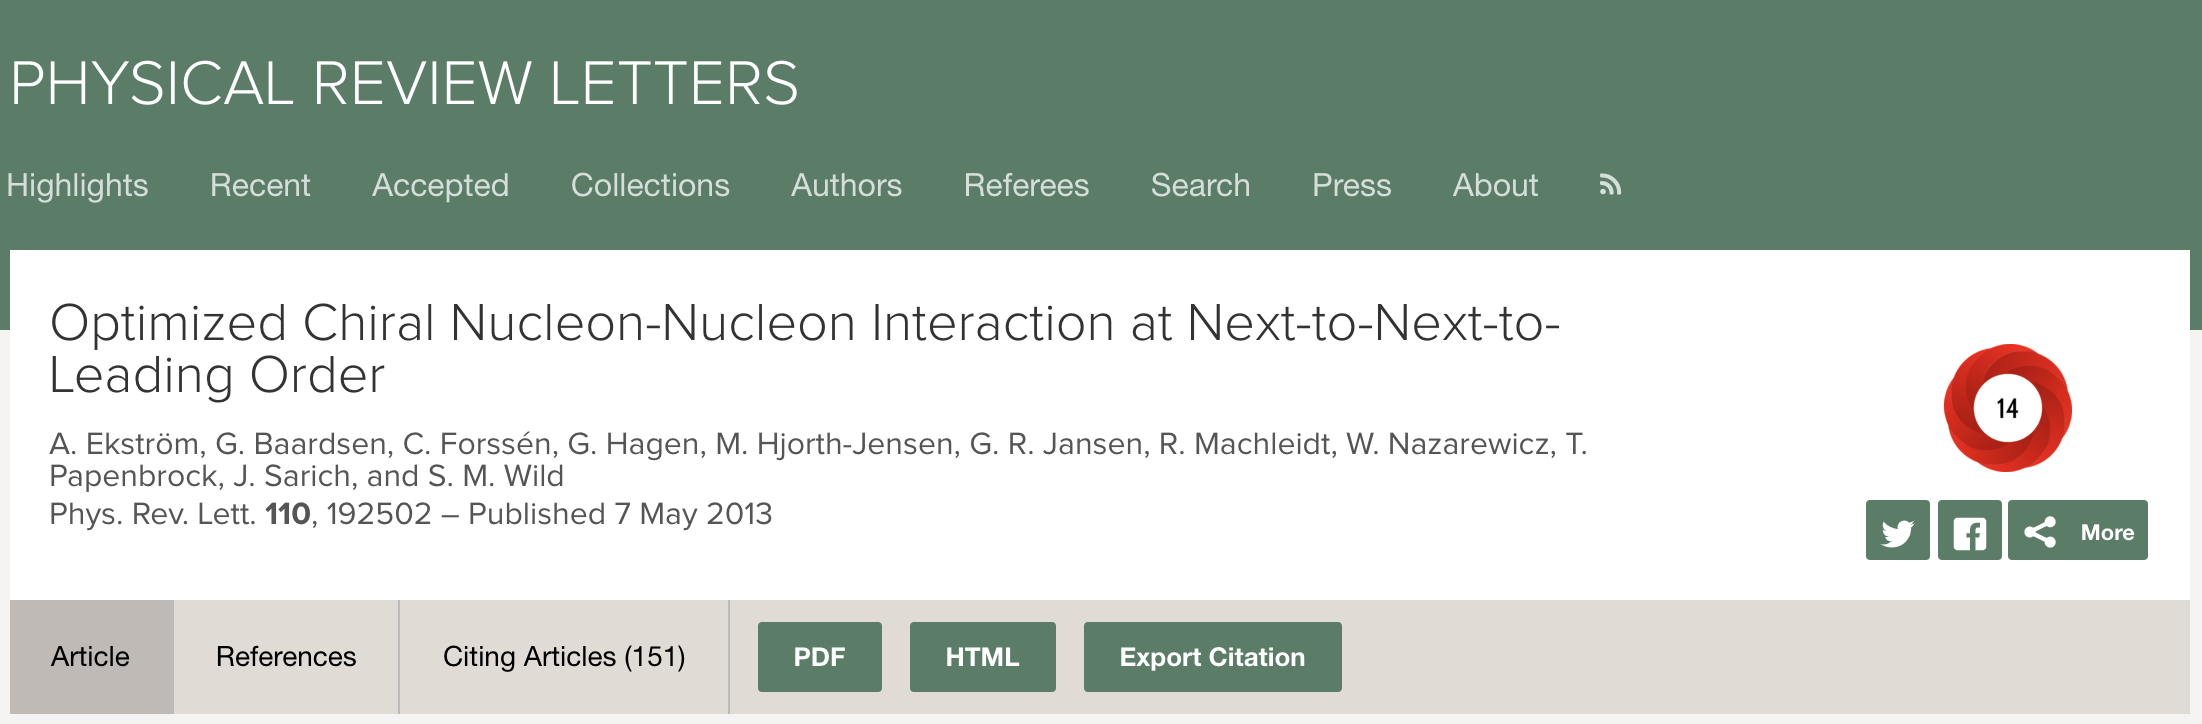 PHYSICAL REVIEW LETTERS
Highlights Recent Accepted Collections Authors Referees Search Press About
Optimized Chiral Nucleon-Nucleon Interaction at Next-to-Next-to-
Leading Order
A. Ekström, G. Baardsen, C. Forssén, G. Hagen, M. Hjorth-Jensen, G. R. Jansen, R. Machleidt, W. Nazarewicz, T.
Papenbrock, J. Sarich, and S. M. Wild
Phys. Rev. Lett. 110, 192502 – Published 7 May 2013
14
More
Article References Citing Articles (151) PDF HTML Export Citation